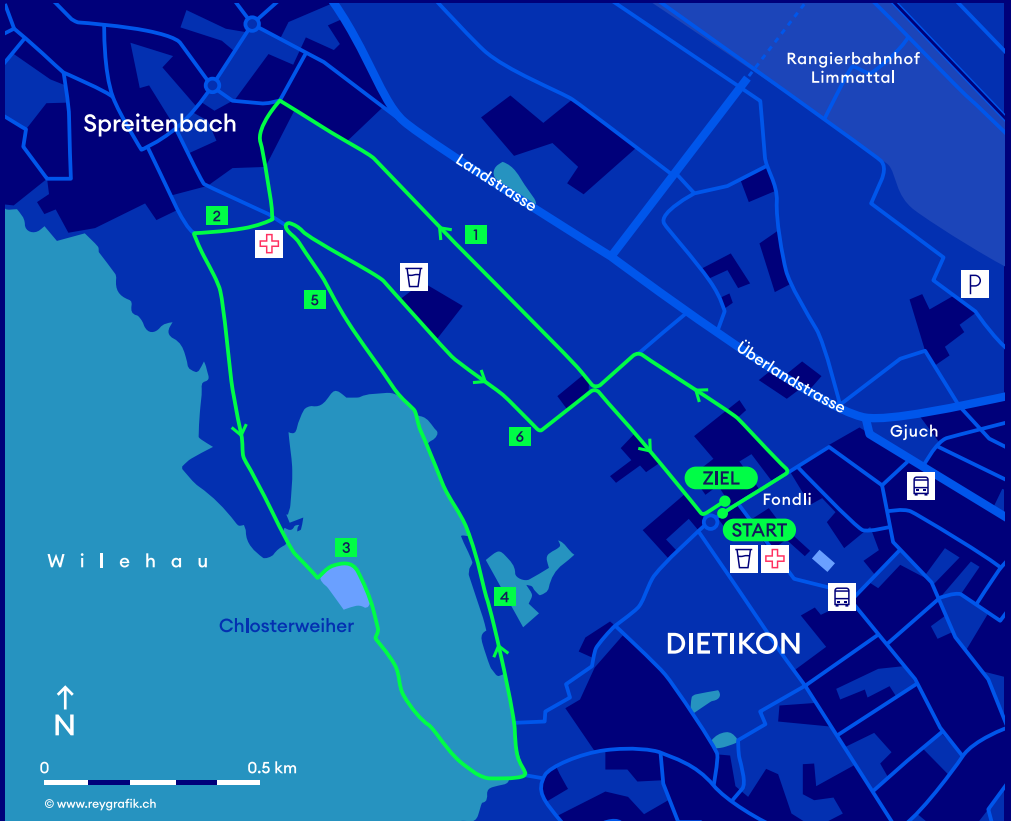 Rangierbahnhof
Limmattal
Spreitenbach
Landstrasse
2
1
P
5
Überlandstrasse
6
Gjuch
ZIEL
Fondli
START
3
Wilehau
4
Chlosterweiher
DIETIKON
N
0 0.5 km
© www.reygrafik.ch